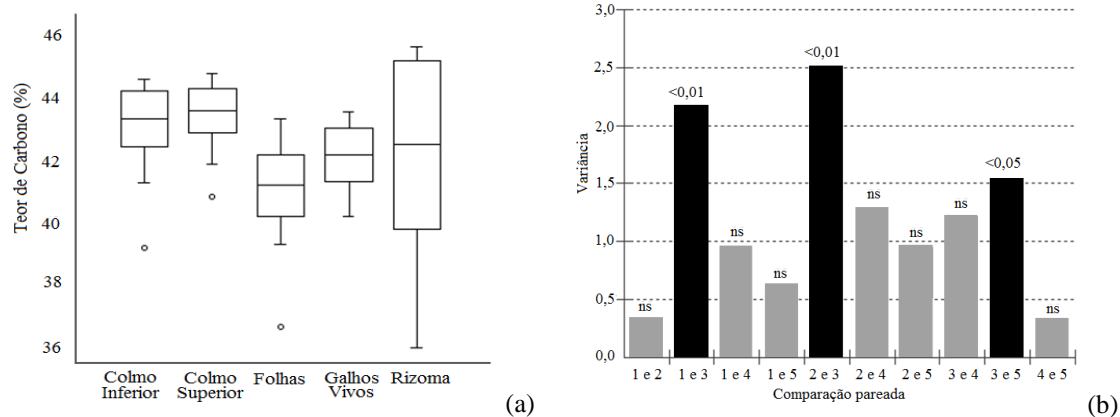 46
44
42
40
38
36
Teor de Carbono (%)
Colmo Inferior
Colmo Superior
Folhas
Galhos Vivos
Rizoma
(a)
3,0
2,5
2,0
1,5
1,0
0,5
0,0
Variância
ns
<0,01
ns
ns
<0,01
ns
ns
ns
<0,05
ns
1 e 2
1 e 3
1 e 4
1 e 5
2 e 3
2 e 4
2 e 5
3 e 4
3 e 5
4 e 5
Comparação pareada
(b)